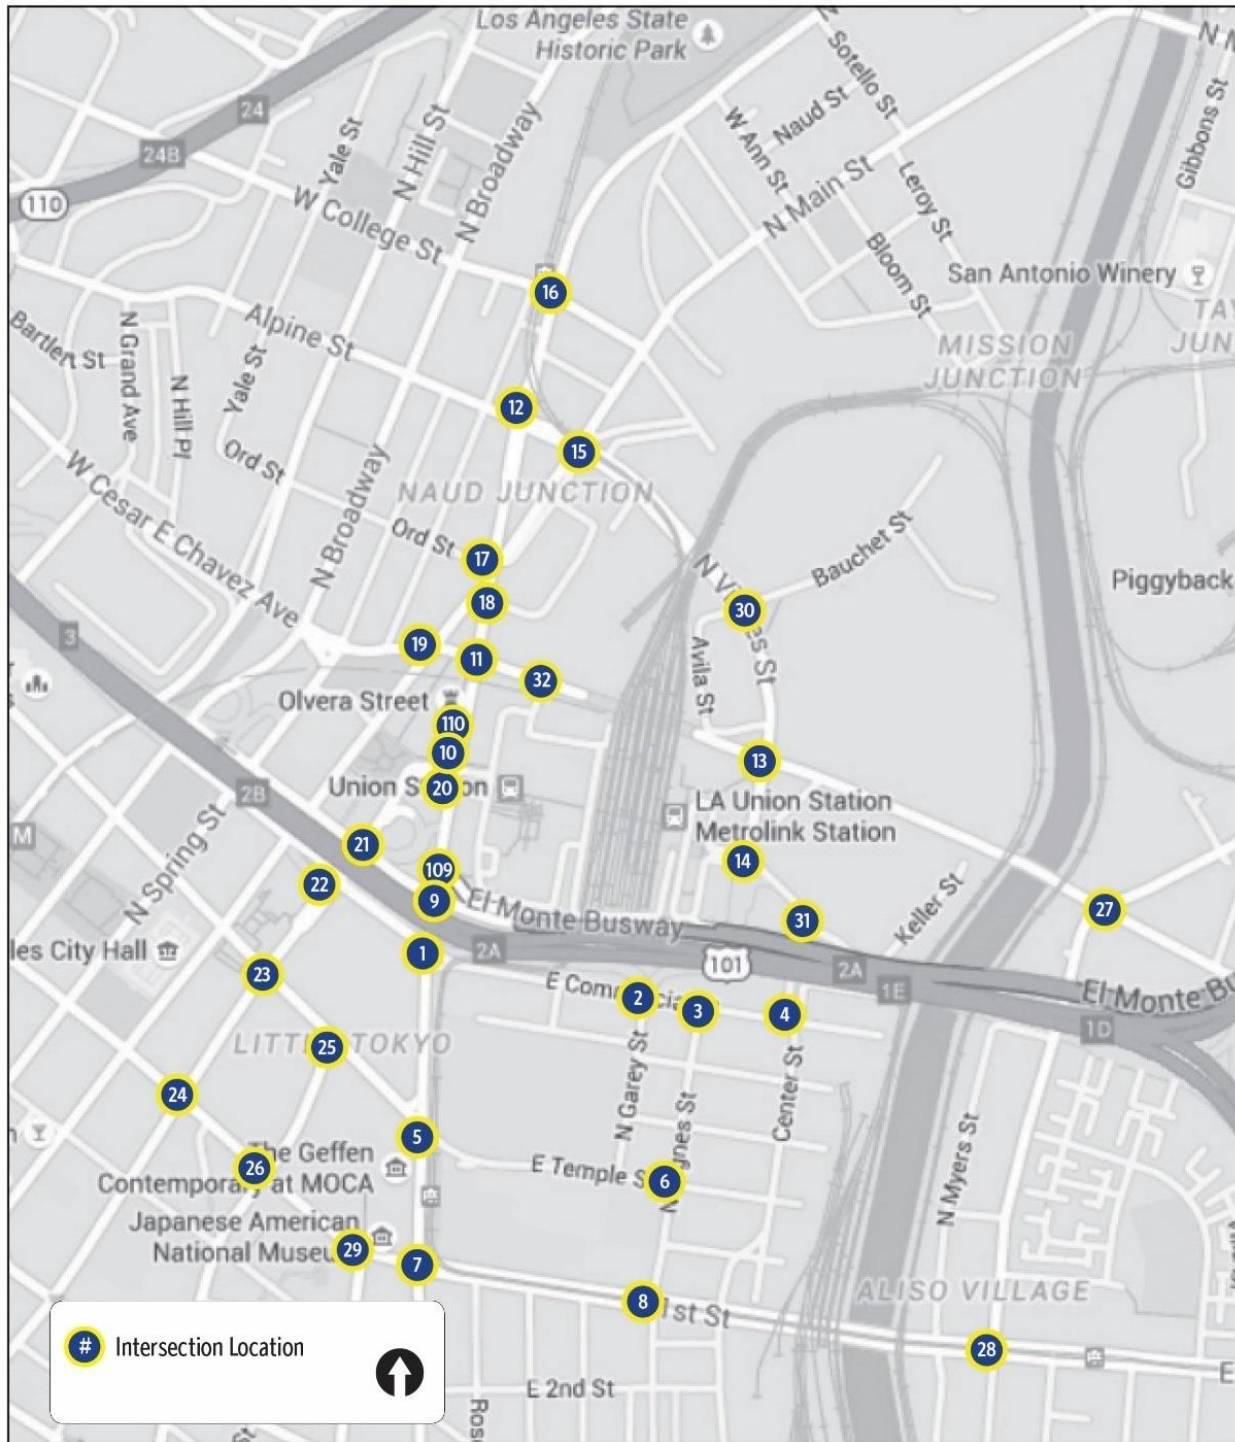 Los Angeles State
Historic Park
N M
Sotello St
Naud St
24
24B
110
Yale St
N Hill St
N Broadway
W College St
W Ann St
N Main St
Leroy St
Bloom St
Gibbons St
San Antonio Winery
TAY
JUN
MISSION
JUNCTION
16
Alpine St
Bartlett St
N Grand Ave
N Hill Pl
Yale St
12
15
Ord St
NAUD JUNCTION
W Cesar E Chavez Ave
N Broadway
Ord St
17
18
Bauchet St
30
Piggyback
3
19
11
32
Avila St
Olvera Street
110
10
13
Union
20
2B
LA Union Station
Metrolink Station
M
N Spring St
21
14
22
109
9
El Monte Busway
31
Keller St
27
les City Hall
1
2A
101
2A
1E
El Monte Bu
1D
23
2
3
4
LITT
TOKYO
25
24
N Garey St
Center St
N Myers St
The Geffen
Contemporary at MOCA
5
26
E Temple
6
Japanese American
National
29
7
8
1st St
ALISO VILLAGE
28
E
E 2nd St
# Intersection Location